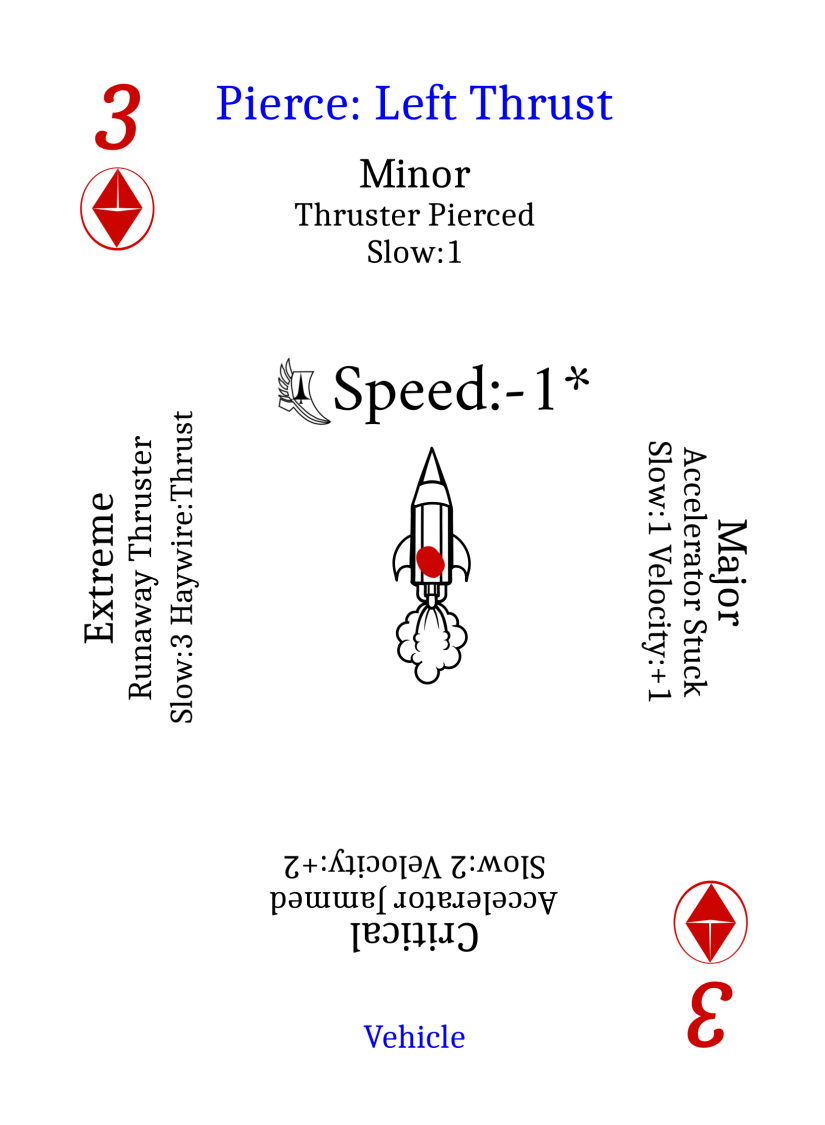 3
Pierce: Left Thrust
Minor
Thruster Pierced
Slow:1
Speed:-1*
Extreme
Runaway Thruster
Slow:3 Haywire:Thrust
Major
Accelerator Stuck
Slow:1 Velocity:+1
Critical
Accelerator Jammed
Slow:2 Velocity:+2
3
Vehicle